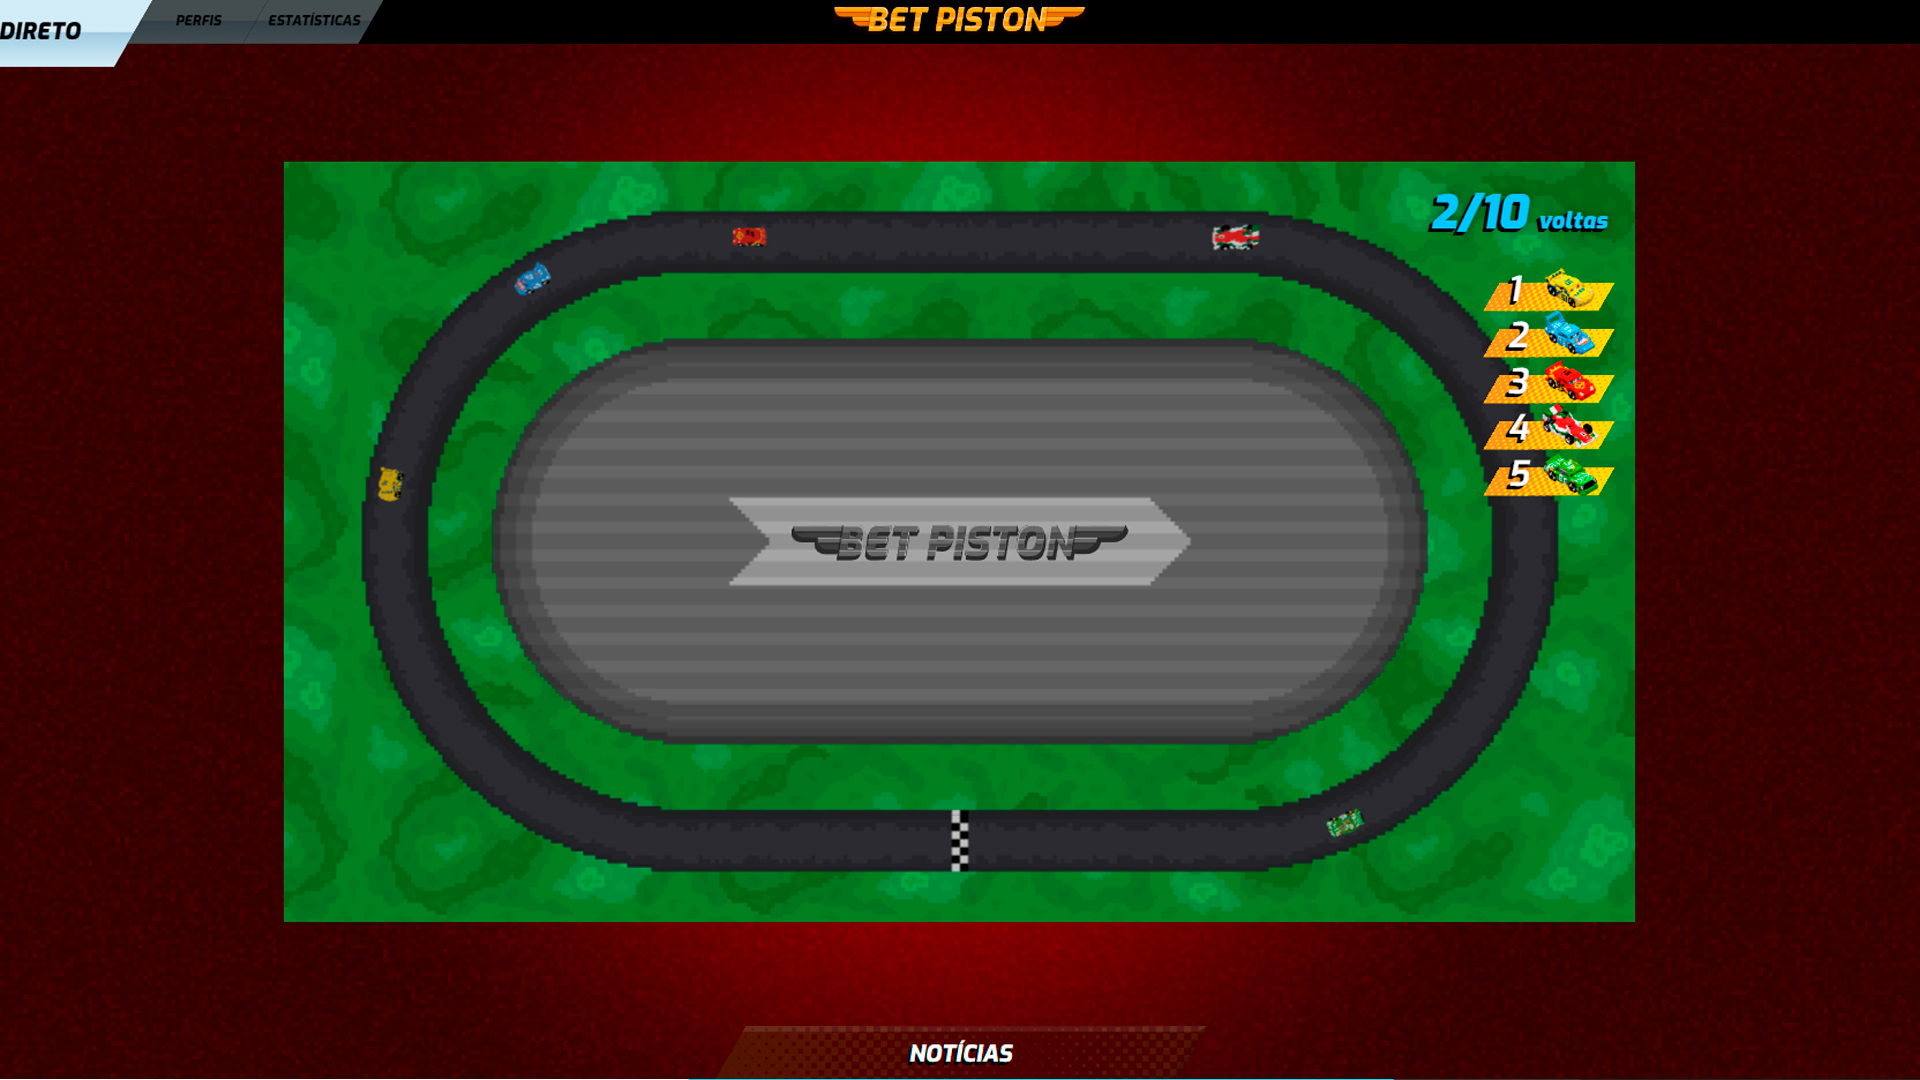 DIRETO
PERFIS
ESTATÍSTICAS
BET PISTON
2/10 voltas
1
2
3
4
5
BET PISTON
NOTÍCIAS